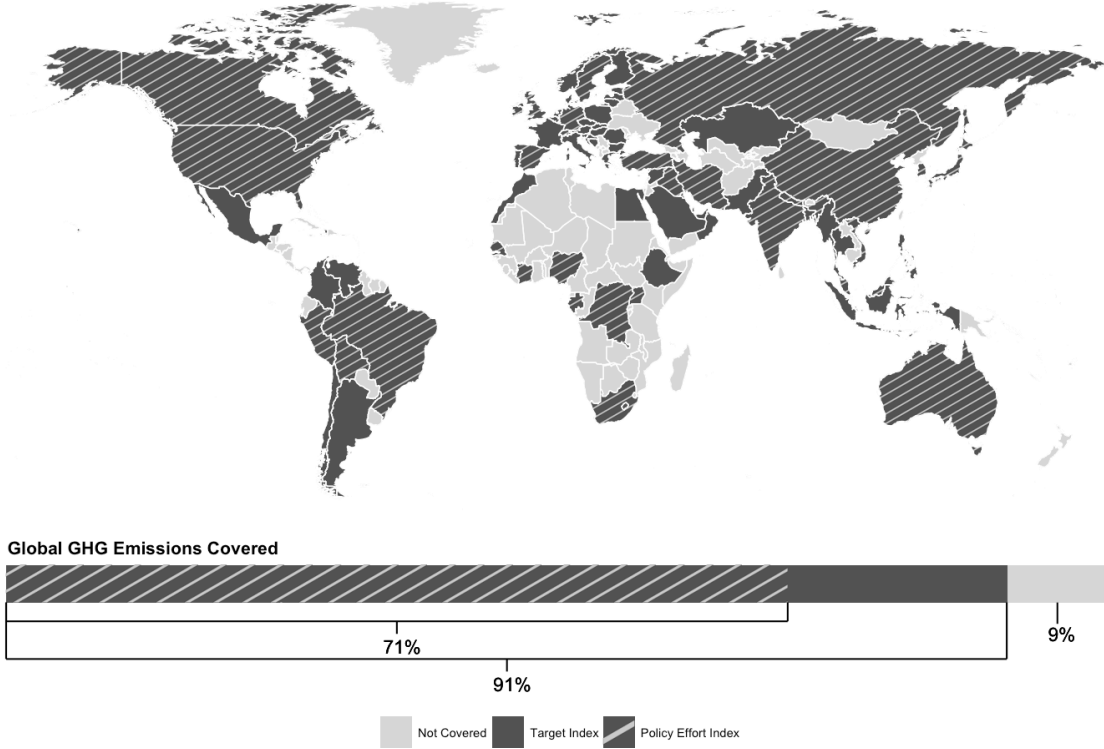 Global GHG Emissions Covered
71%
9%
91%
Not Covered Target Index Policy Effort Index